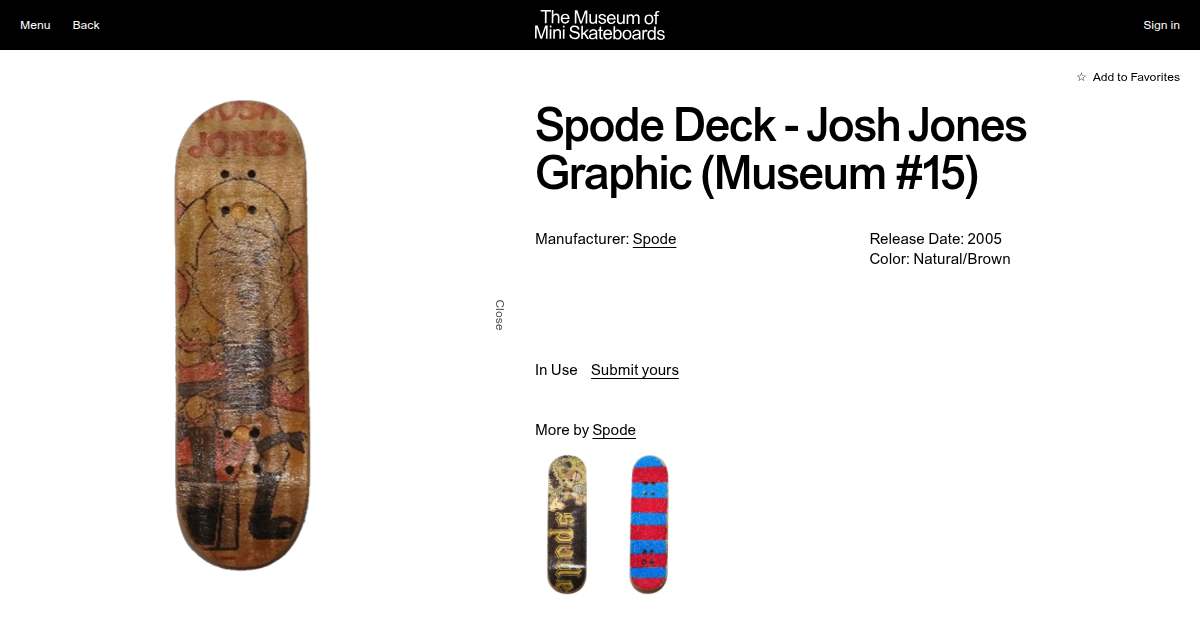 Menu
Back
The Museum of
Mini Skateboards
Sign in
☆ Add to Favorites
JOSH
JONES
Spode Deck - Josh Jones
Graphic (Museum #15)
Manufacturer: Spode
Release Date: 2005
Color: Natural/Brown
Close
In Use Submit yours
More by Spode
spode